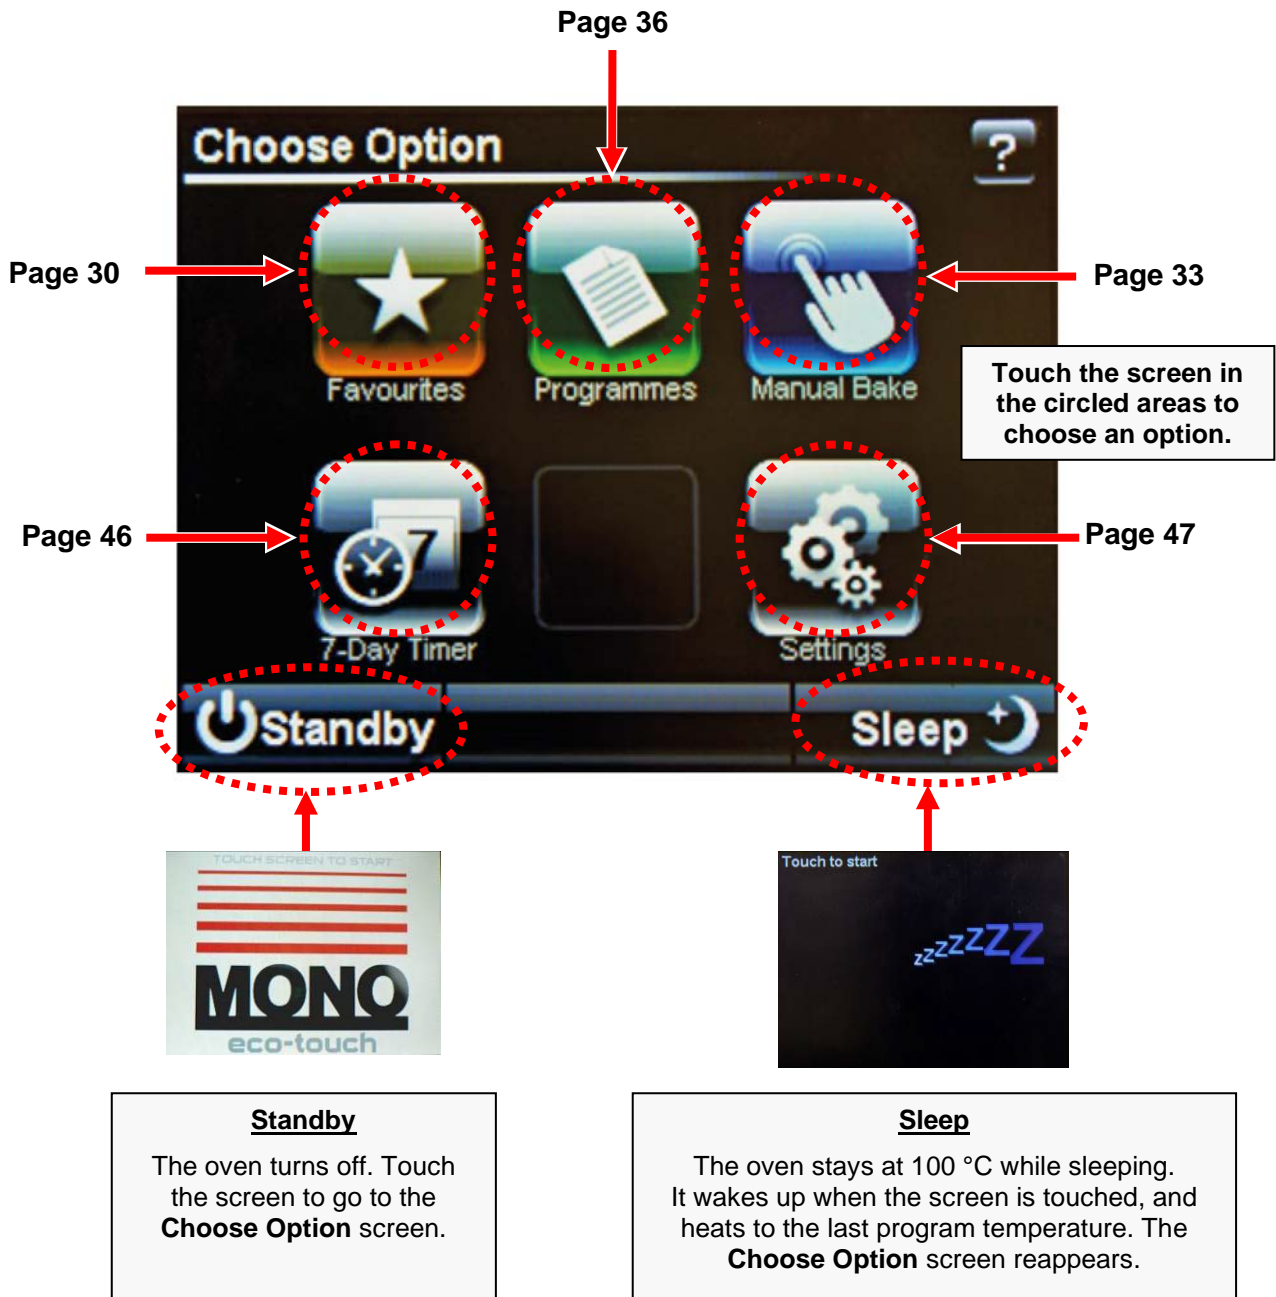 Page 36
Choose Option
?
Page 30
Page 33
Favourites
Programmes
Manual Bake
Touch the screen in
the circled areas to
choose an option.
7
Page 46
Page 47
7-Day Timer
Settings
Standby
Sleep
TOUCH SCREEN TO START
MONO
eco-touch
Touch to start
zzzzzZZ
Standby
The oven turns off. Touch
the screen to go to the
Choose Option screen.
Sleep
The oven stays at 100 °C while sleeping.
It wakes up when the screen is touched, and
heats to the last program temperature. The
Choose Option screen reappears.